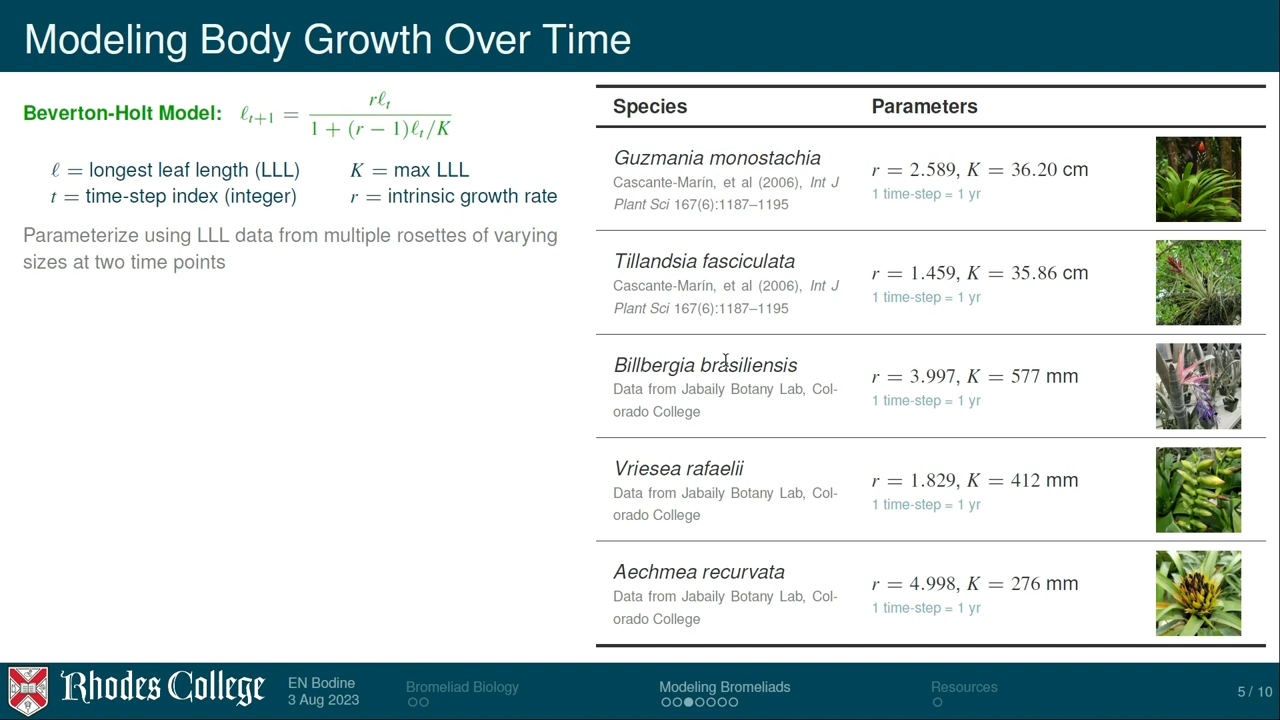 Modeling Body Growth Over Time
Beverton-Holt Model: ℓ_{t+1} = rℓ_t / (1 + (r − 1)ℓ_t/K)
ℓ = longest leaf length (LLL)
K = max LLL
t = time-step index (integer)
r = intrinsic growth rate
Parameterize using LLL data from multiple rosettes of varying
sizes at two time points
Species
Parameters
Guzmania monostachia
Cascante-Marín, et al (2006), Int J
Plant Sci 167(6):1187–1195
r = 2.589, K = 36.20 cm
1 time-step = 1 yr
Tillandsia fasciculata
Cascante-Marín, et al (2006), Int J
Plant Sci 167(6):1187–1195
r = 1.459, K = 35.86 cm
1 time-step = 1 yr
Billbergia brasiliensis
Data from Jabaily Botany Lab, Col-
orado College
r = 3.997, K = 577 mm
1 time-step = 1 yr
Vriesea rafaelii
Data from Jabaily Botany Lab, Col-
orado College
r = 1.829, K = 412 mm
1 time-step = 1 yr
Aechmea recurvata
Data from Jabaily Botany Lab, Col-
orado College
r = 4.998, K = 276 mm
1 time-step = 1 yr
Rhodes College
EN Bodine
3 Aug 2023
Bromeliad Biology
Modeling Bromeliads
Resources
5 / 10